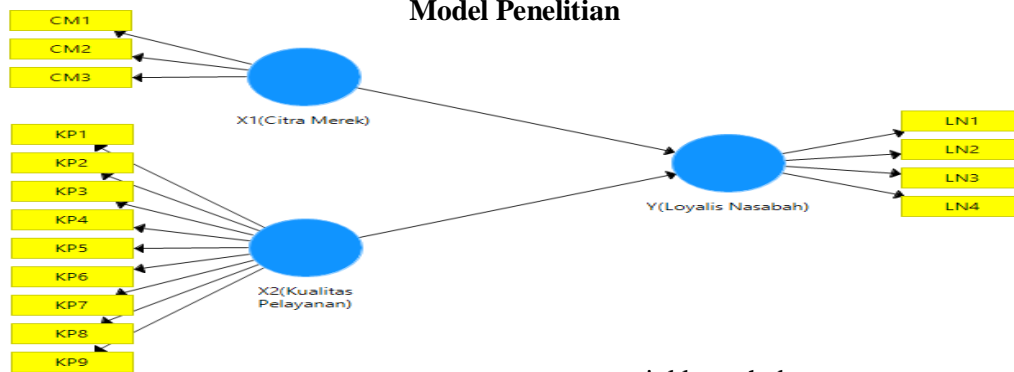 Model Penelitian
CM1
CM2
CM3
X1(Citra Merek)
KP1
KP2
KP3
KP4
KP5
KP6
KP7
KP8
KP9
X2(Kualitas
Pelayanan)
LN1
LN2
LN3
LN4
Y(Loyalis Nasabah)